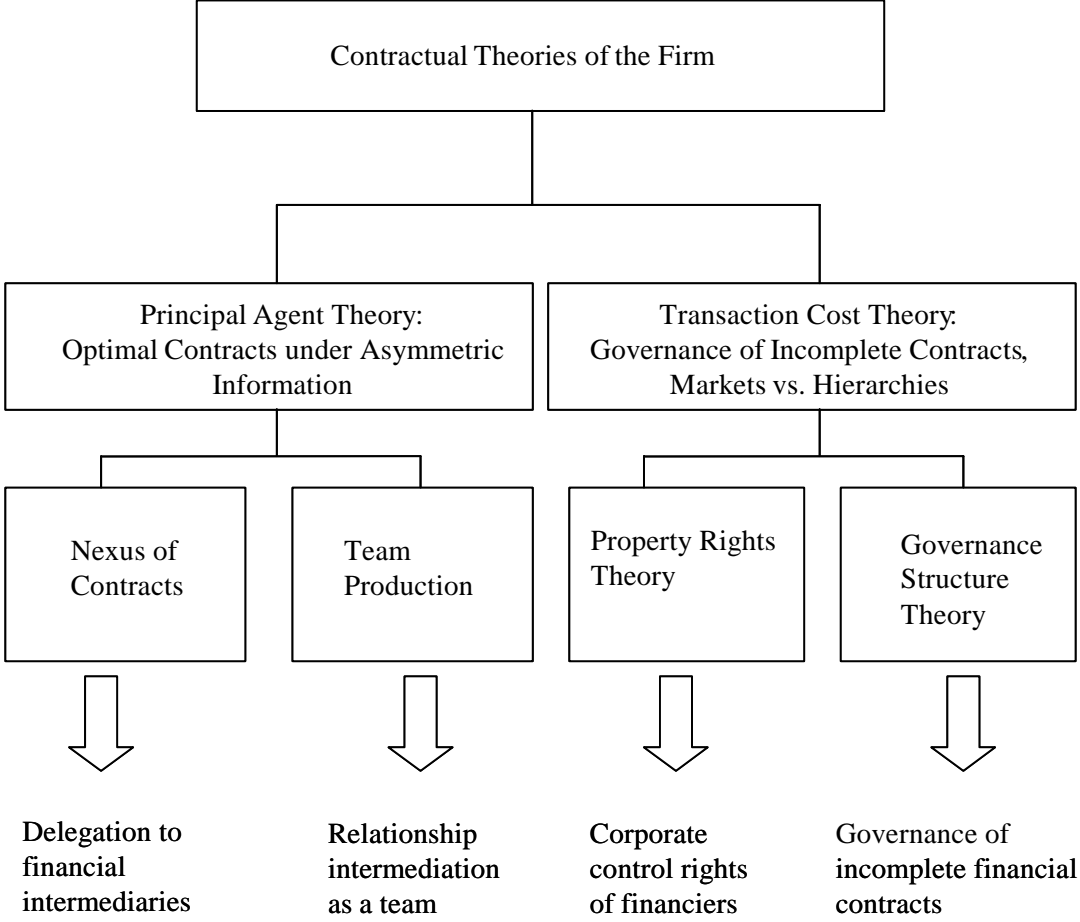 Contractual Theories of the Firm
Principal Agent Theory:
Optimal Contracts under Asymmetric
Information
Transaction Cost Theory:
Governance of Incomplete Contracts,
Markets vs. Hierarchies
Nexus of
Contracts
Team
Production
Property Rights
Theory
Governance
Structure
Theory
Delegation to
financial
intermediaries
Relationship
intermediation
as a team
Corporate
control rights
of financiers
Governance of
incomplete financial
contracts